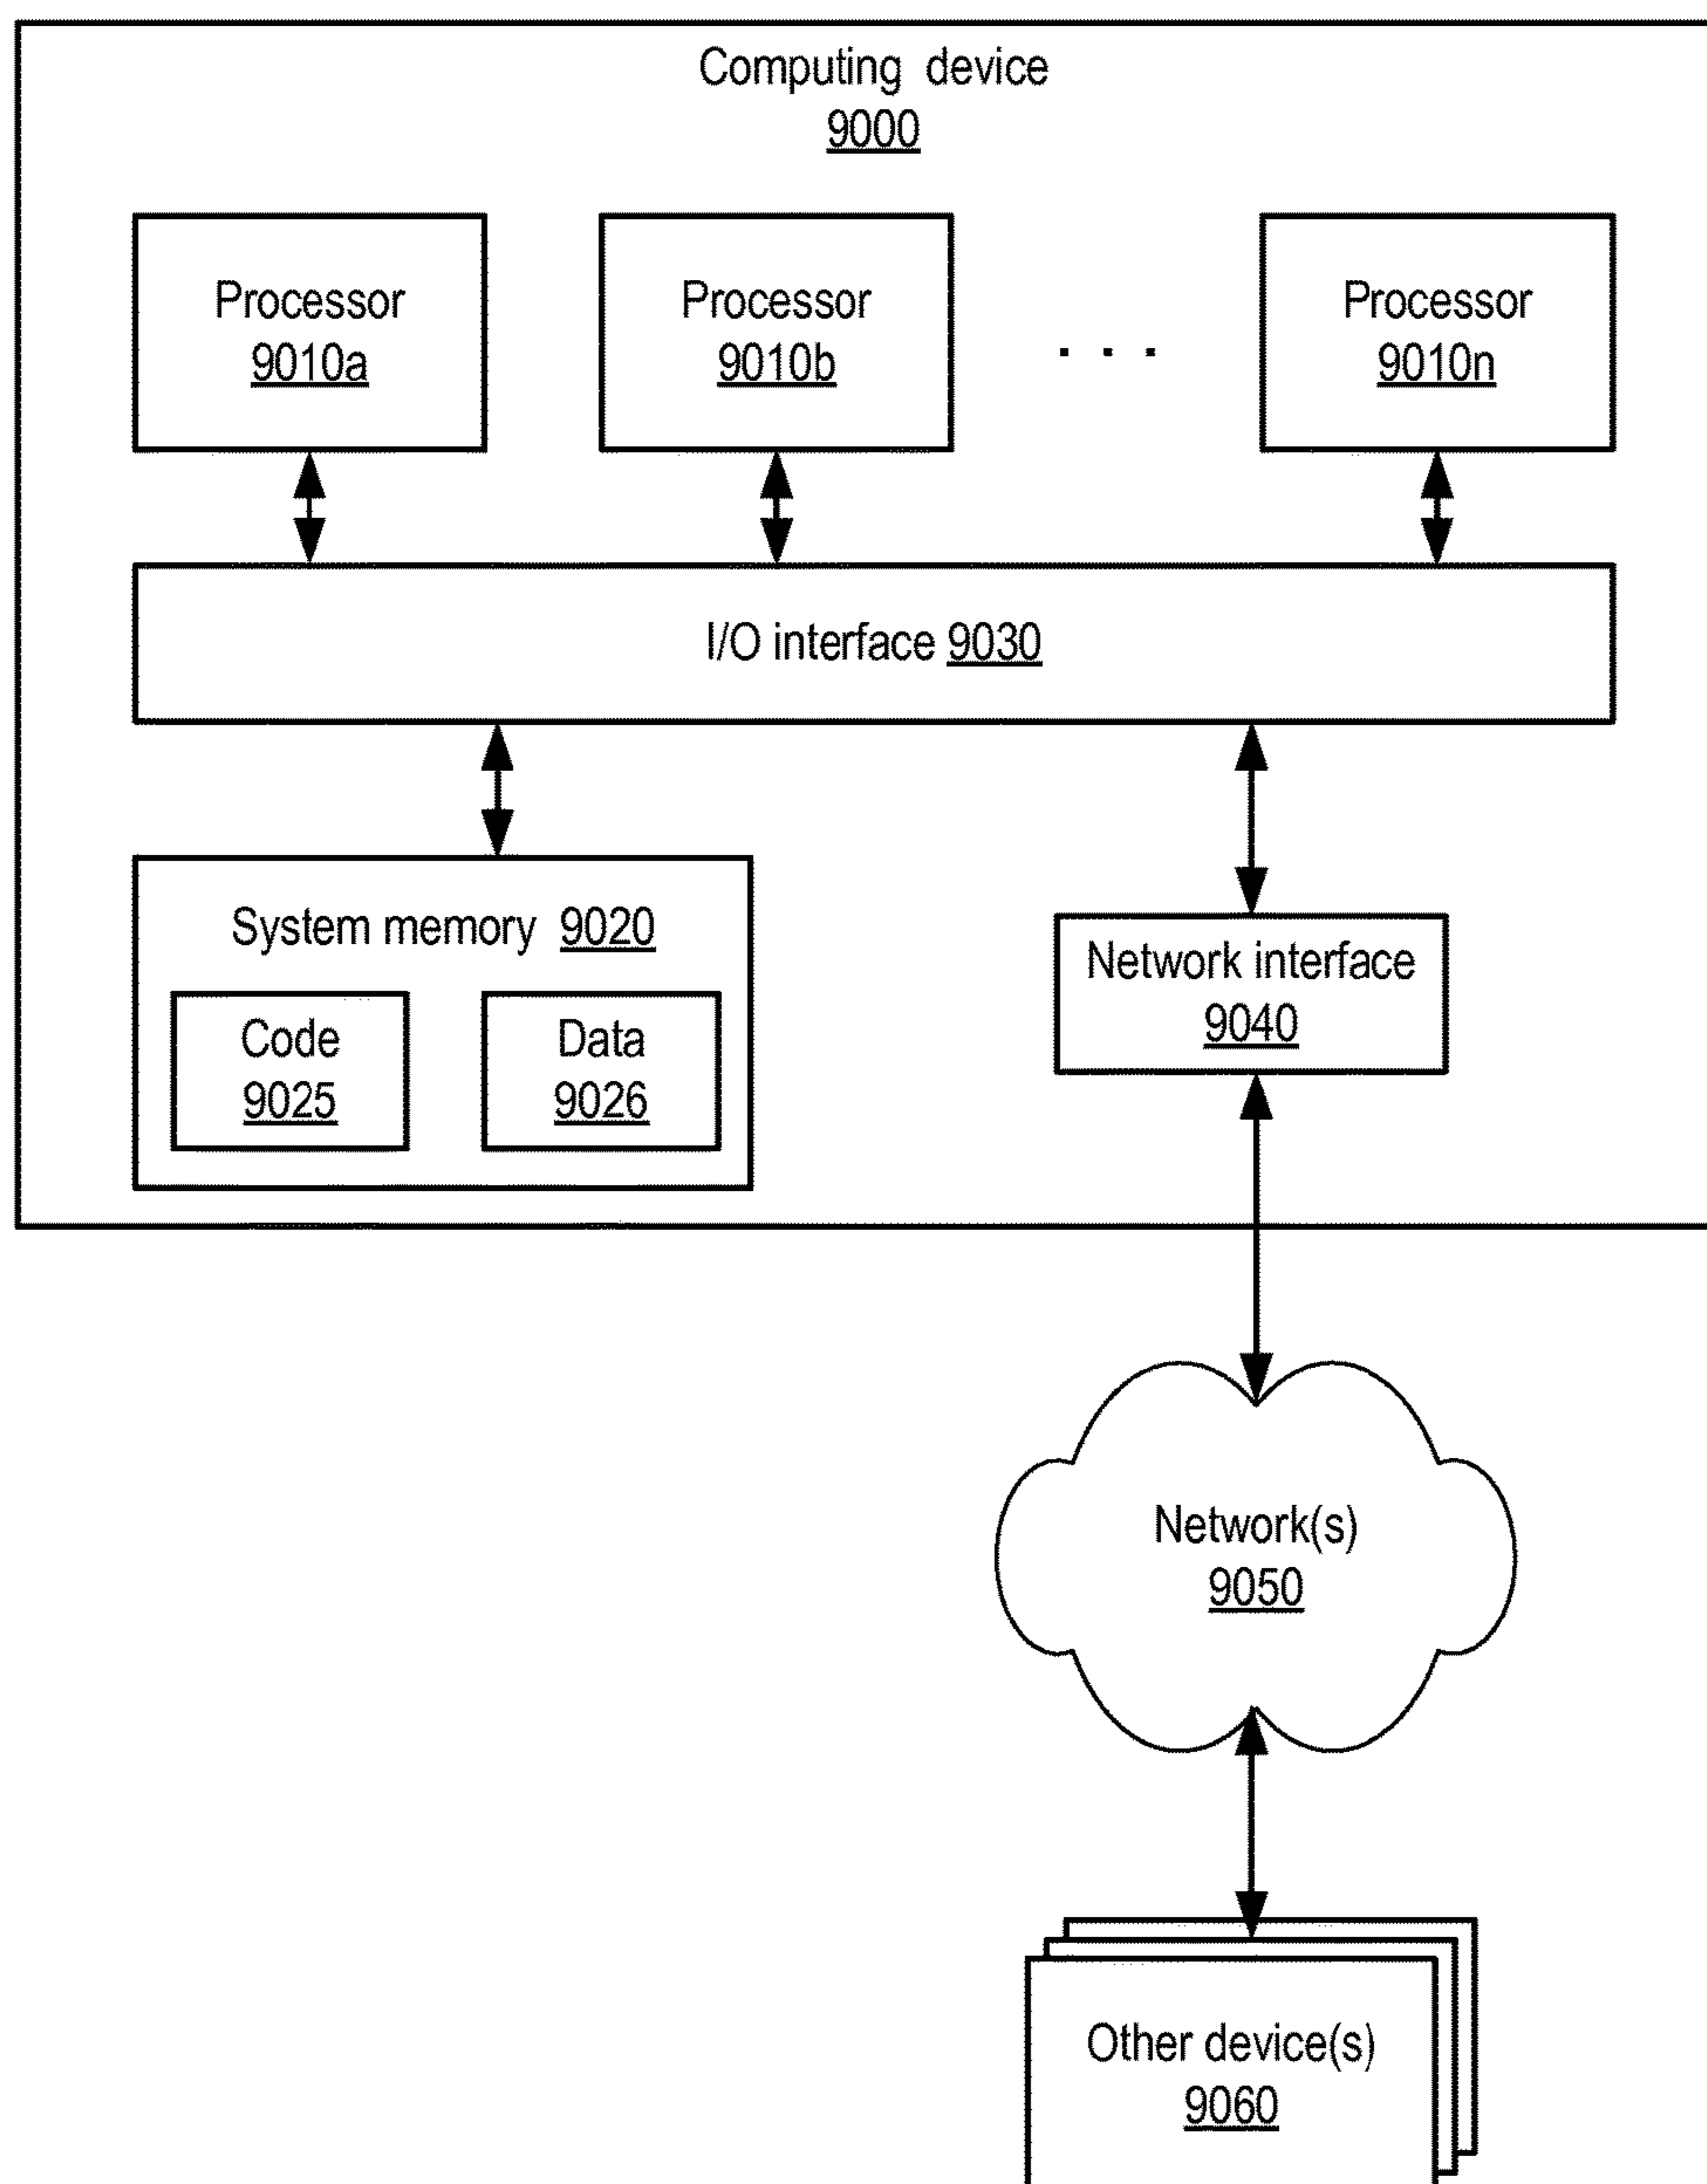 Computing device
9000
Processor
9010a
Processor
9010b
. . .
Processor
9010n
I/O interface 9030
System memory 9020
Code
9025
Data
9026
Network interface
9040
Network(s)
9050
Other device(s)
9060